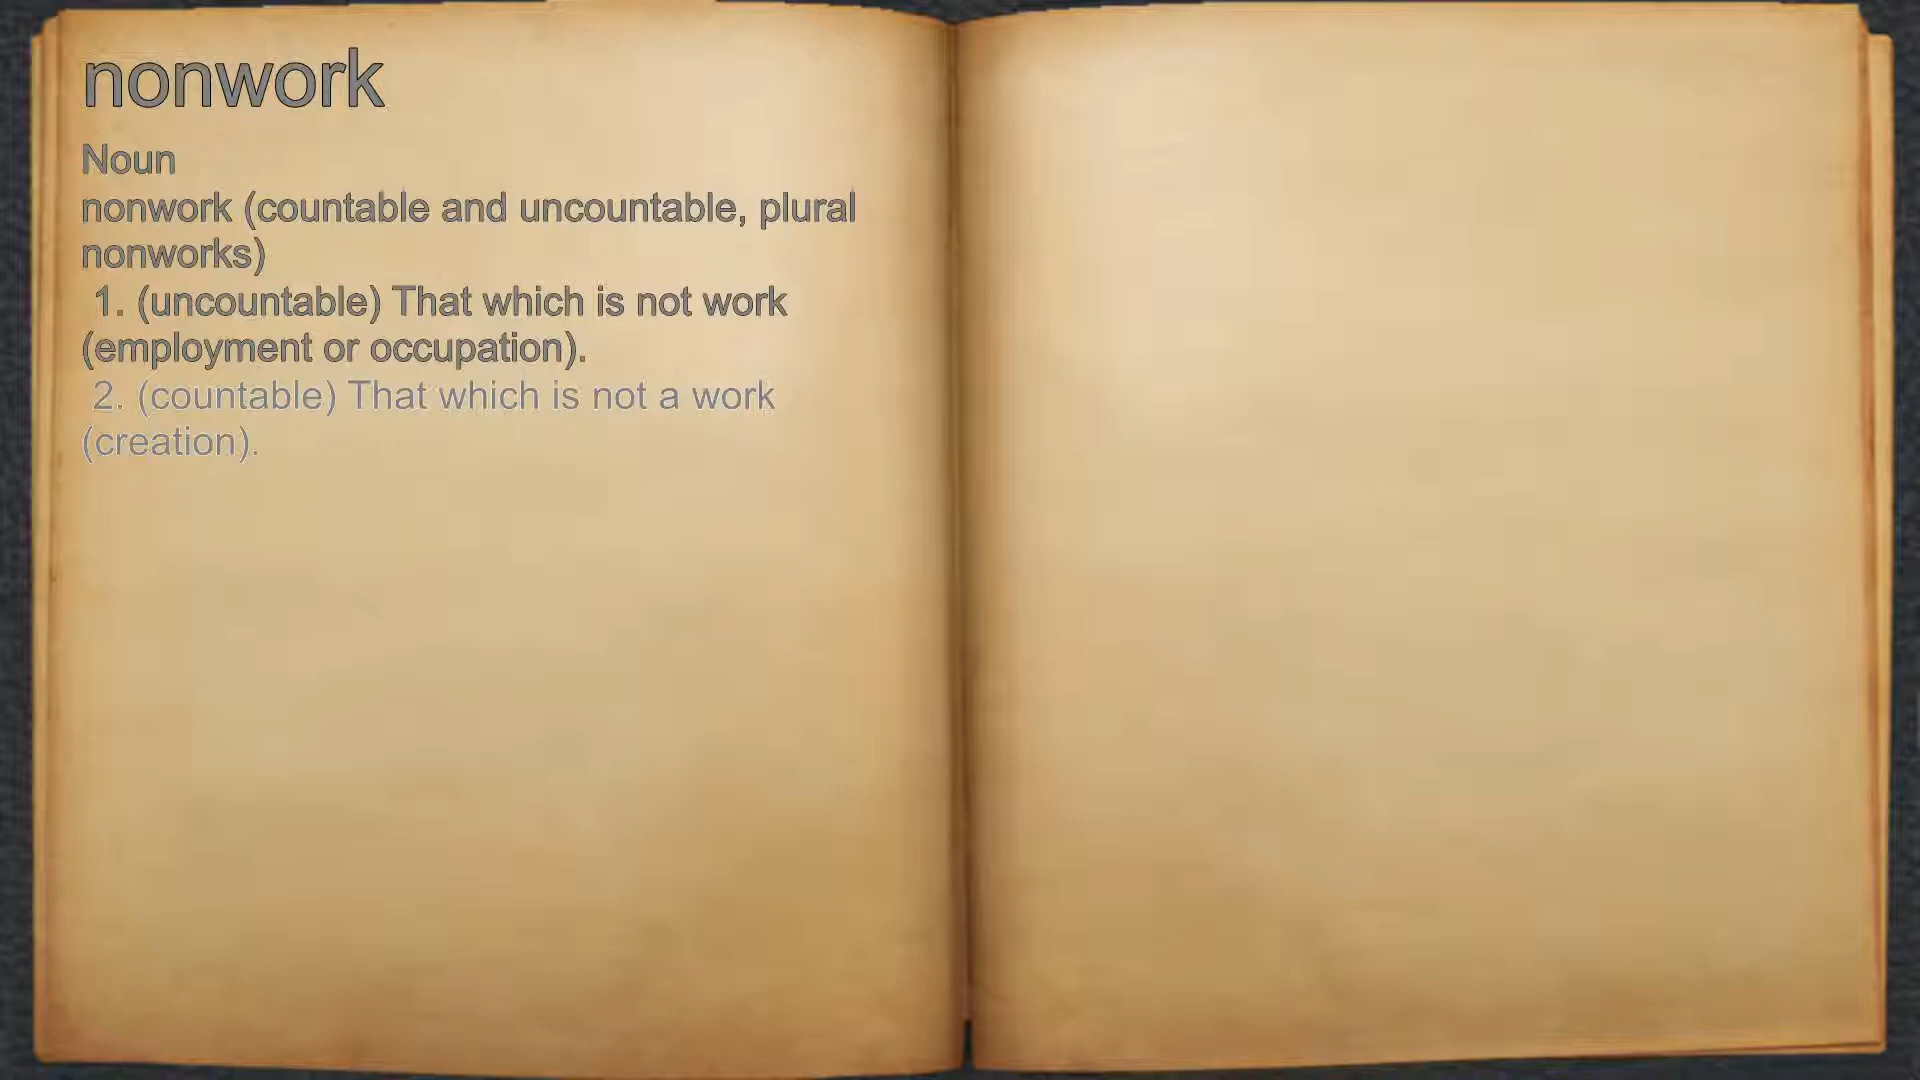 nonwork
Noun
nonwork (countable and uncountable, plural
nonworks)
1. (uncountable) That which is not work
(employment or occupation).
2. (countable) That which is not a work
(creation).